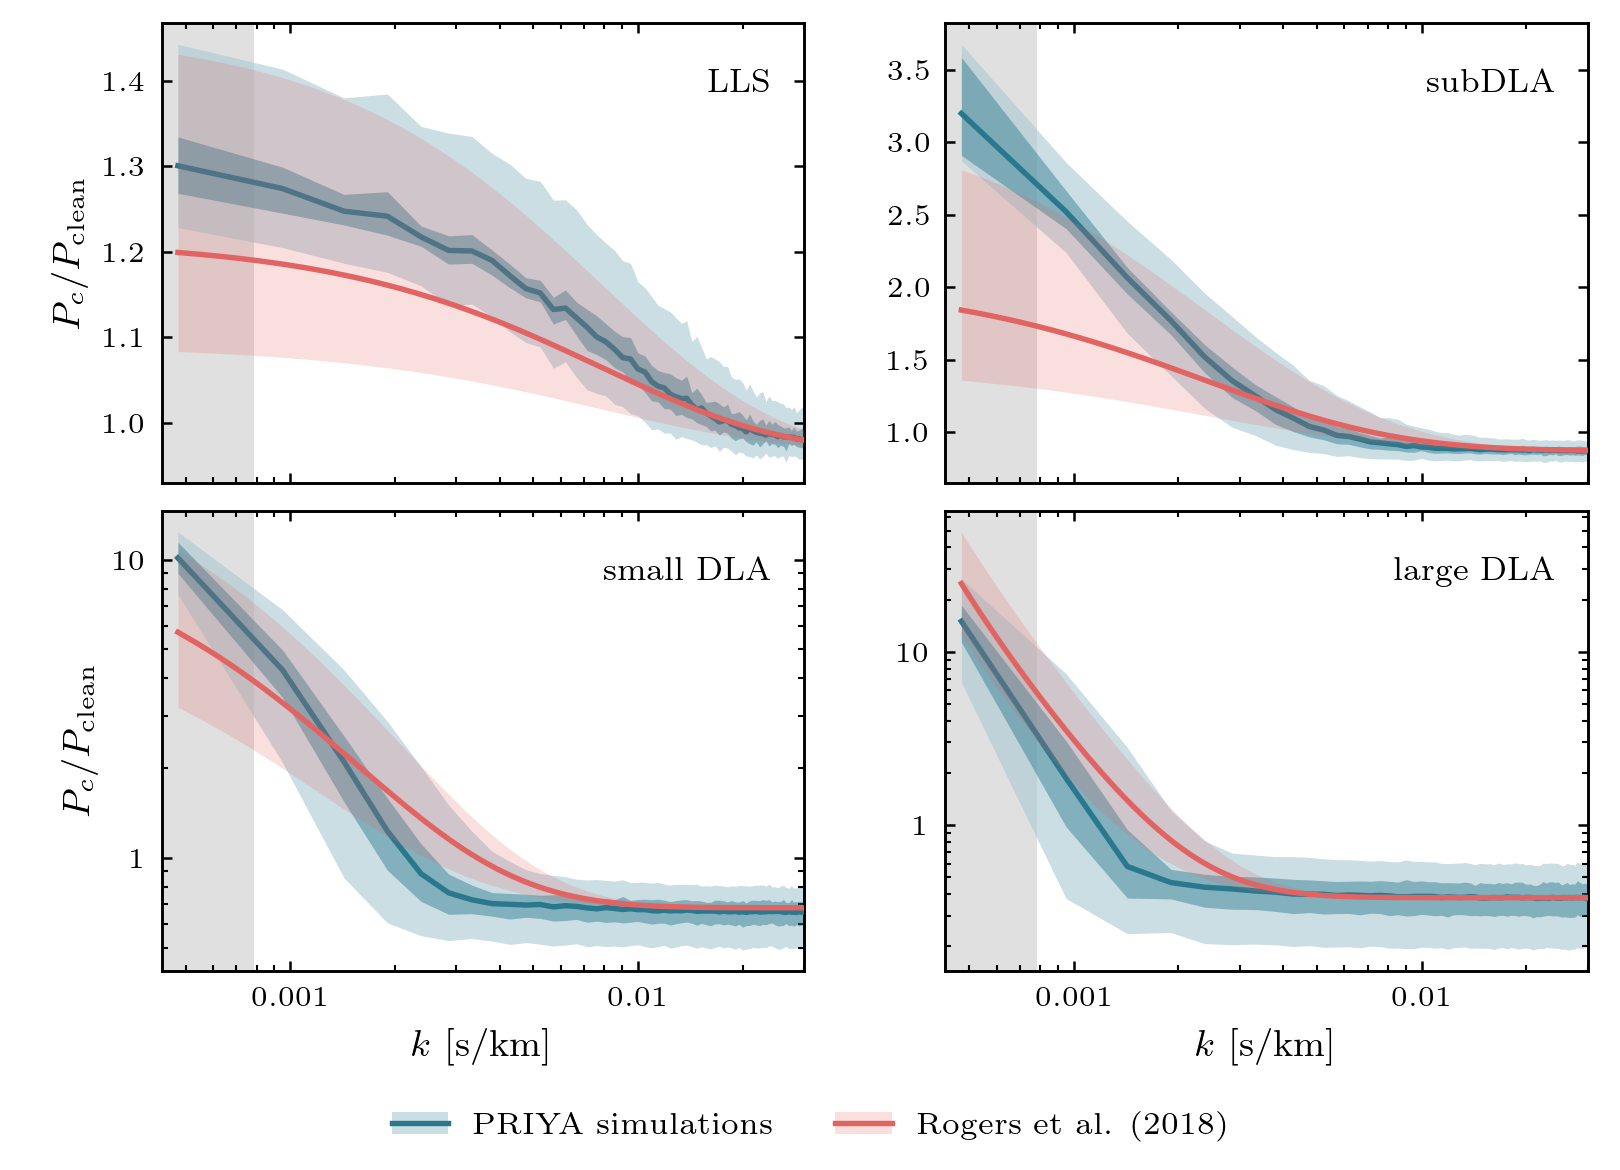 LLS
subDLA
1.4
1.3
1.2
1.1
1.0
P_c/P_clean
3.5
3.0
2.5
2.0
1.5
1.0
small DLA
large DLA
10
1
P_c/P_clean
10
1
0.001
0.01
0.001
0.01
k [s/km]
k [s/km]
PRIYA simulations
Rogers et al. (2018)